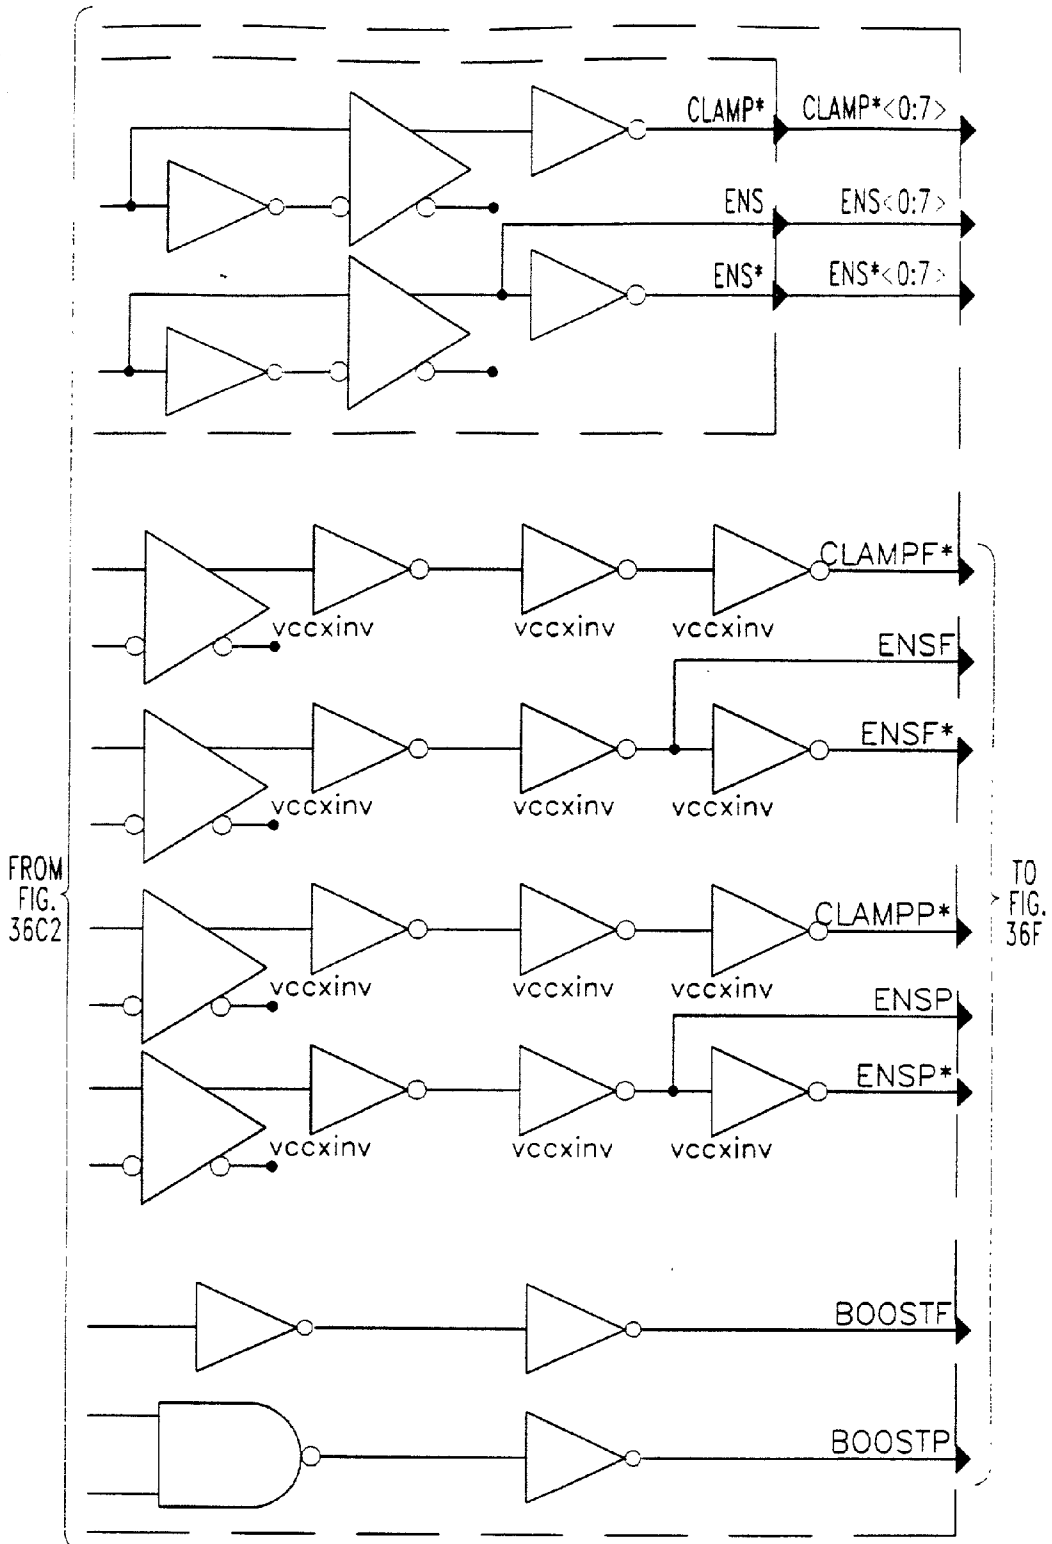 CLAMP* CLAMP*<0:7>
ENS ENS<0:7>
ENS* ENS*<0:7>
CLAMPF*
vccxinv vccxinv vccxinv
ENSF
ENSF*
vccxinv vccxinv vccxinv
FROM
FIG.
36C2
TO
FIG.
36F
CLAMPP*
vccxinv vccxinv vccxinv
ENSP
ENSP*
vccxinv vccxinv vccxinv
BOOSTF
BOOSTP